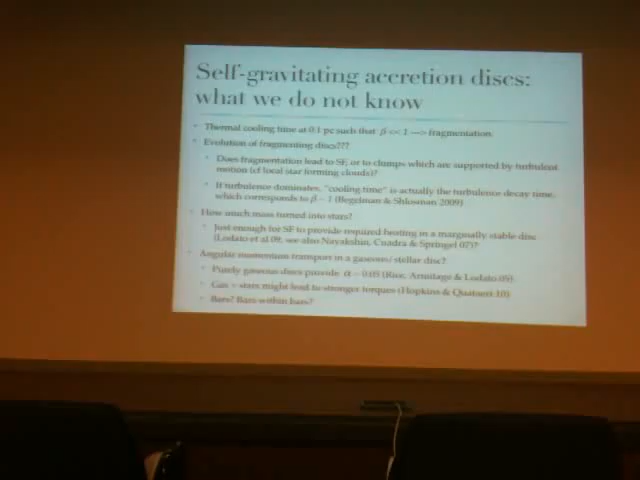 Self-gravitating accretion discs:
what we do not know
Thermal cooling time at 0.1 pc such that β << 1 —> fragmentation.
Evolution of fragmenting discs???
Does fragmentation lead to SF, or to clumps which are supported by turbulent
motion (cf local star forming clouds)?
If turbulence dominates, "cooling time" is actually the turbulence decay time,
which corresponds to β ~ 1 (Begelman & Shlosman 2009)
How much mass turned into stars?
Just enough for SF to provide required heating in a marginally stable disc
(Lodato et al 09, see also Nayakshin, Cuadra & Springel 07)?
Angular momentum transport in a gaseous/ stellar disc?
Purely gaseous discs provide α ~ 0.05 (Rice, Armitage & Lodato 05)
Gas + stars might lead to stronger torques (Hopkins & Quataert 10)
Bars? Bars within bars?